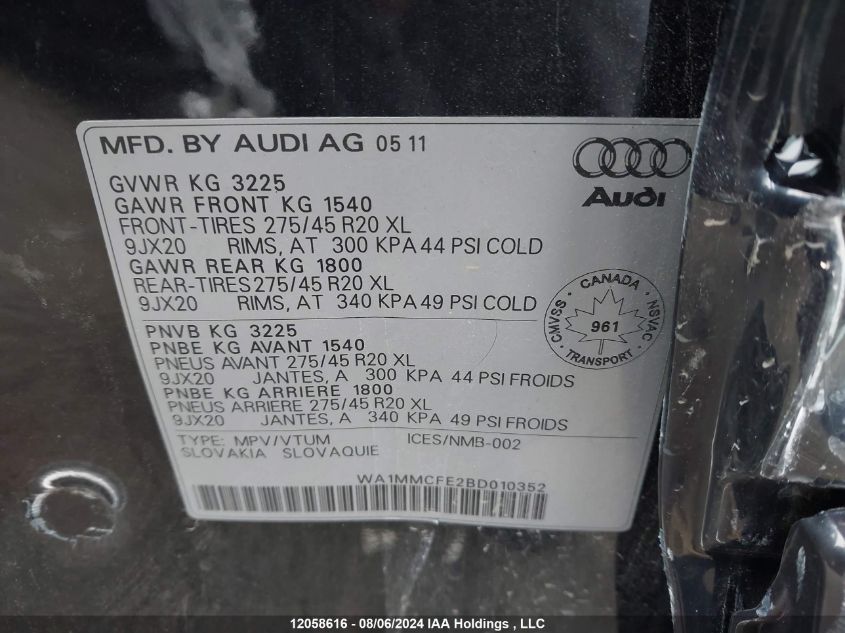 MFD. BY AUDI AG 05 11
Audi
GVWR KG 3225
GAWR FRONT KG 1540
FRONT-TIRES 275/45 R20 XL
9JX20 RIMS, AT 300 KPA 44 PSI COLD
GAWR REAR KG 1800
REAR-TIRES 275/45 R20 XL
9JX20 RIMS, AT 340 KPA 49 PSI COLD
CANADA
CMVSS 961 NSVAC
TRANSPORT
PNVB KG 3225
PNBE KG AVANT 1540
PNEUS AVANT 275/45 R20 XL
9JX20 JANTES, A 300 KPA 44 PSI FROIDS
PNBE KG ARRIERE 1800
PNEUS ARRIERE 275/45 R20 XL
9JX20 JANTES, A 340 KPA 49 PSI FROIDS
TYPE: MPV/VTUM ICES/NMB-002
SLOVAKIA SLOVAQUIE
WA1MMCFE2BD010352
12058616 - 08/06/2024 IAA Holdings , LLC